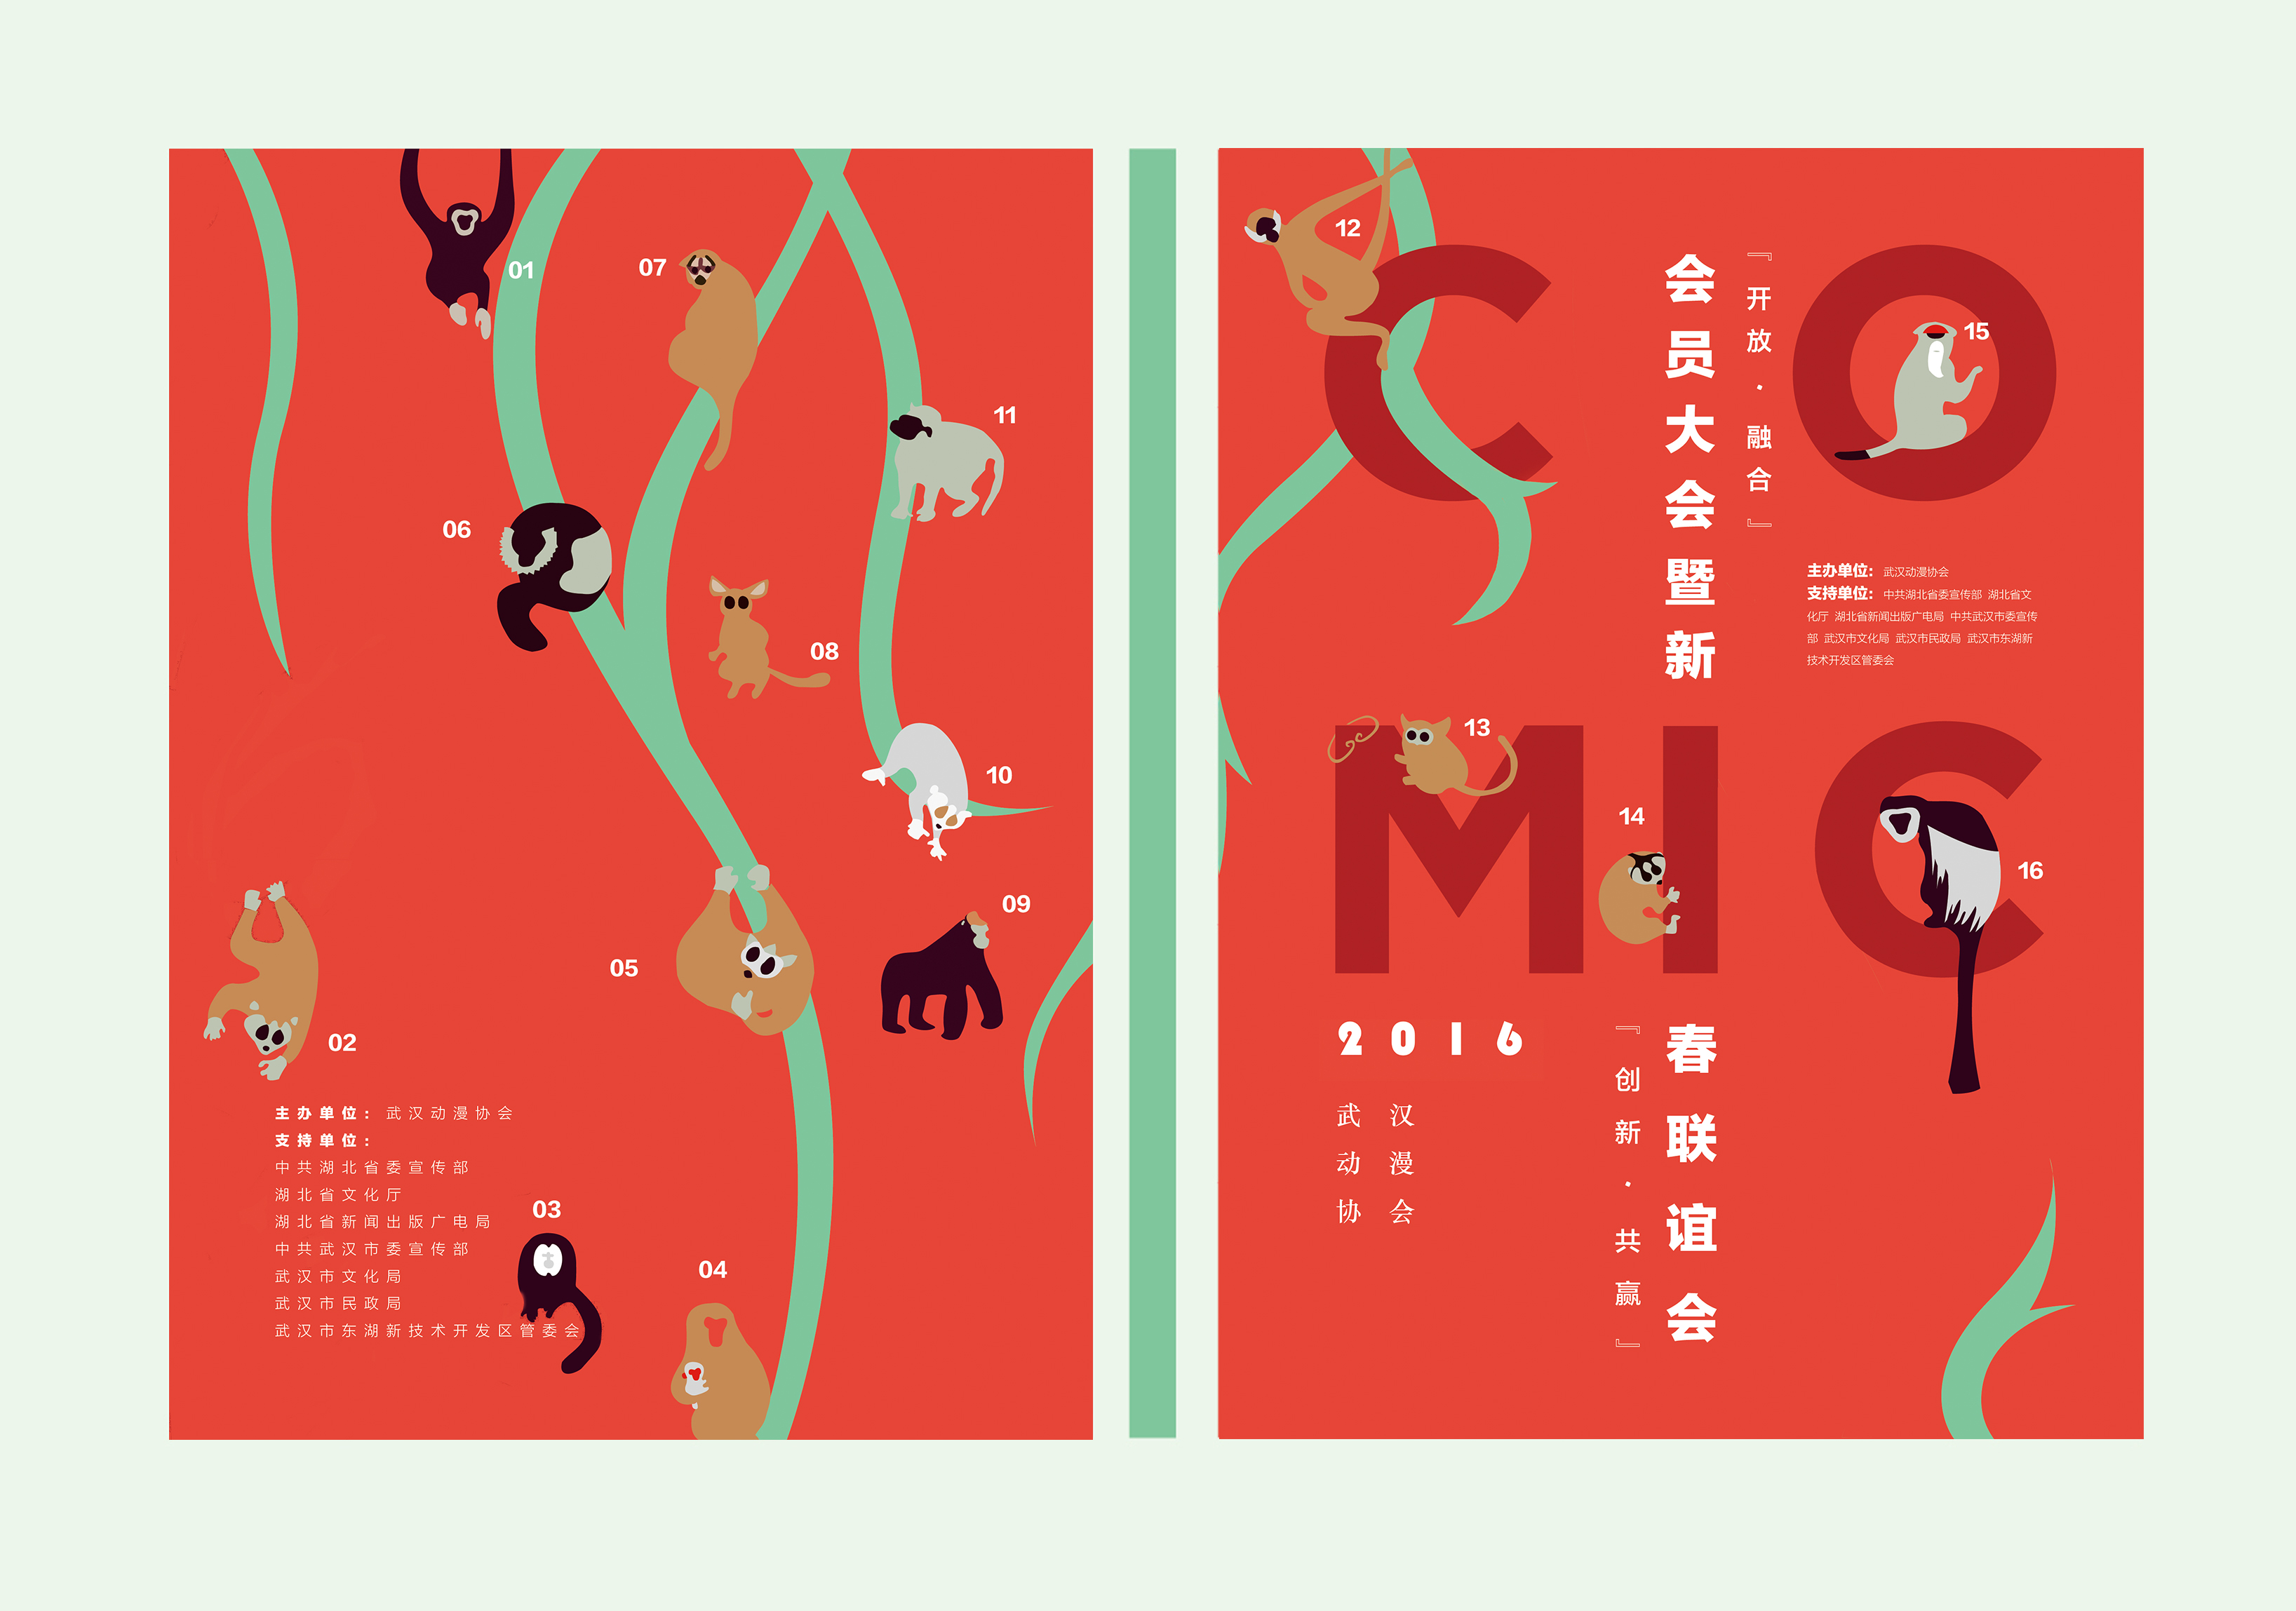 01
07
11
06
08
10
09
05
02
主办单位：武汉动漫协会
支持单位：
中共湖北省委宣传部
湖北省文化厅
湖北省新闻出版广电局
中共武汉市委宣传部
武汉市文化局
武汉市民政局
武汉市东湖新技术开发区管委会
03
04
12
COMIC
会员大会暨新春联谊会
『开放·融合』
15
主办单位：武汉动漫协会
支持单位：中共湖北省委宣传部 湖北省文
化厅 湖北省新闻出版广电局 中共武汉市委宣传
部 武汉市文化局 武汉市民政局 武汉市东湖新
技术开发区管委会
13
14
16
2016
武汉
动漫
协会
『创新·共赢』